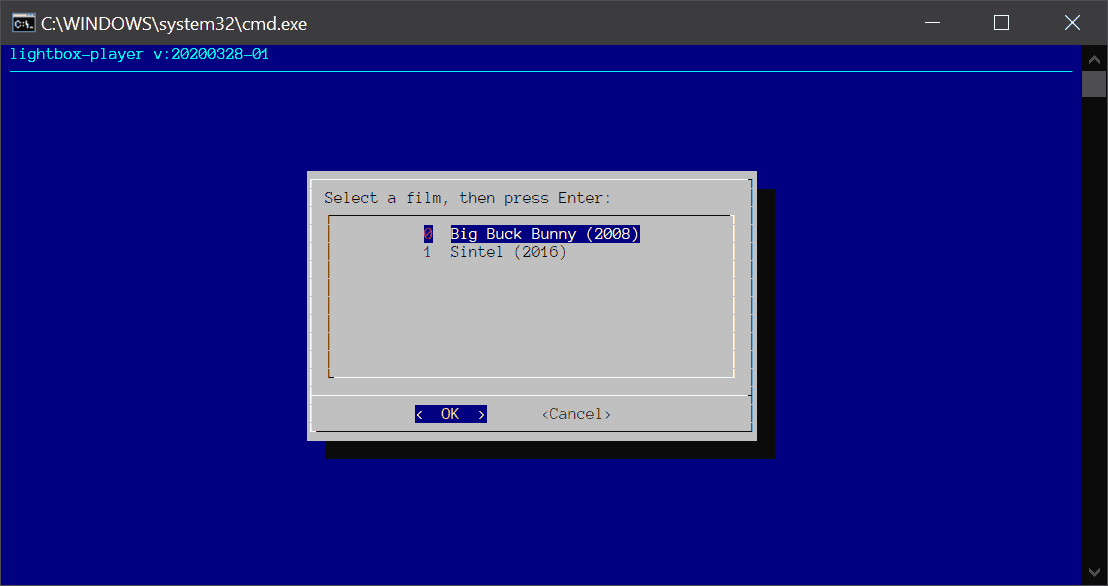 C:\WINDOWS\system32\cmd.exe
lightbox-player v:20200328-01
Select a film, then press Enter:
0 Big Buck Bunny (2008)
1 Sintel (2016)
< OK > <Cancel>